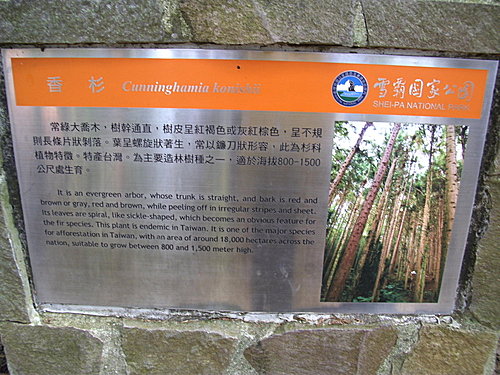 香 杉 Cunninghamia konishii
雪霸国家公园
SHEI-PA NATIONAL PARK
常綠大喬木，樹幹通直，樹皮呈紅褐色或灰紅棕色，呈不規
則長條片狀剝落。葉呈螺旋狀著生，常以鐮刀狀形容，此為杉科
植物特徵。特產台灣。為主要造林樹種之一，適於海拔800-1500
公尺處生育。
It is an evergreen arbor, whose trunk is straight, and bark is red and
brown or gray, red and brown, while peeling off in irregular stripes and sheet.
Its leaves are spiral, like sickle-shaped, which becomes an obvious feature for
the fir species. This plant is endemic in Taiwan. It is one of the major species
for afforestation in Taiwan, with an area of around 18,000 hectares across the
nation, suitable to grow between 800 and 1,500 meter high.